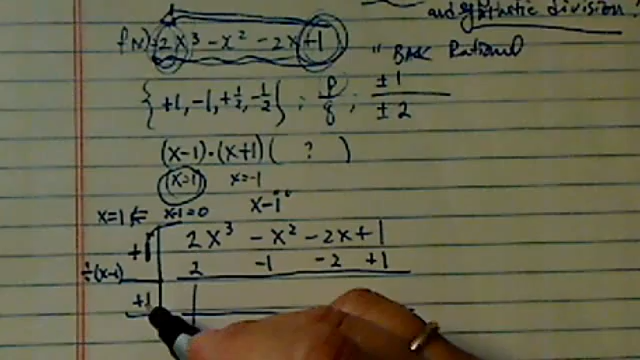 and synthetic division
f(x)=2x³ - x² - 2x + 1 " BACK Rational
{+1, -1, +1/2, -1/2} ; p/q ; ±1/±2
(x-1)·(x+1)( ? )
(x=1) x=-1
x=1 ⇐ x-1=0 x-1
+1 2x³ - x² - 2x + 1
÷(x-1) 2 -1 -2 +1
+1